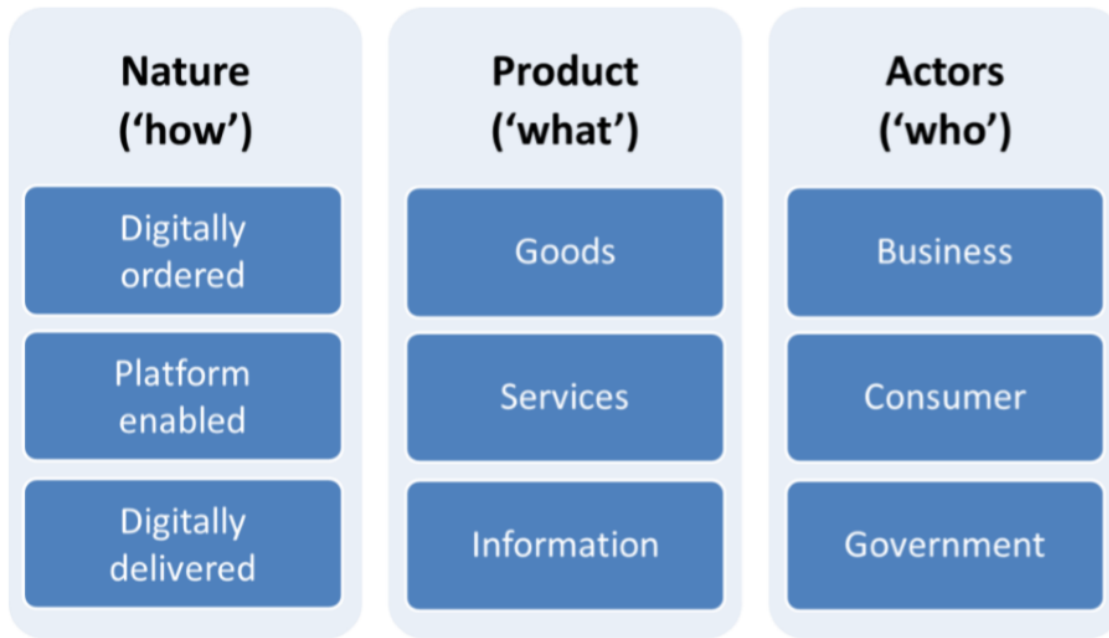 Nature
(‘how’)
Digitally
ordered
Platform
enabled
Digitally
delivered
Product
(‘what’)
Goods
Services
Information
Actors
(‘who’)
Business
Consumer
Government